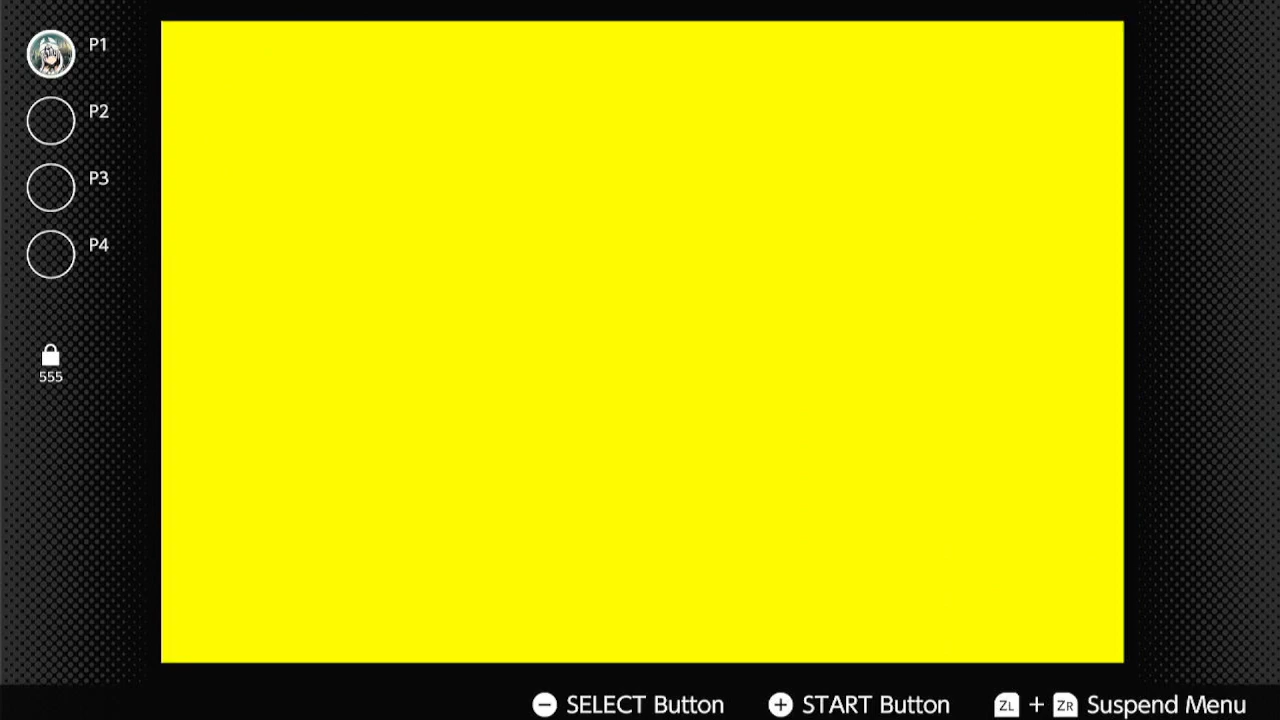 P1
P2
P3
P4
555
SELECT Button
START Button
ZL + ZR Suspend Menu